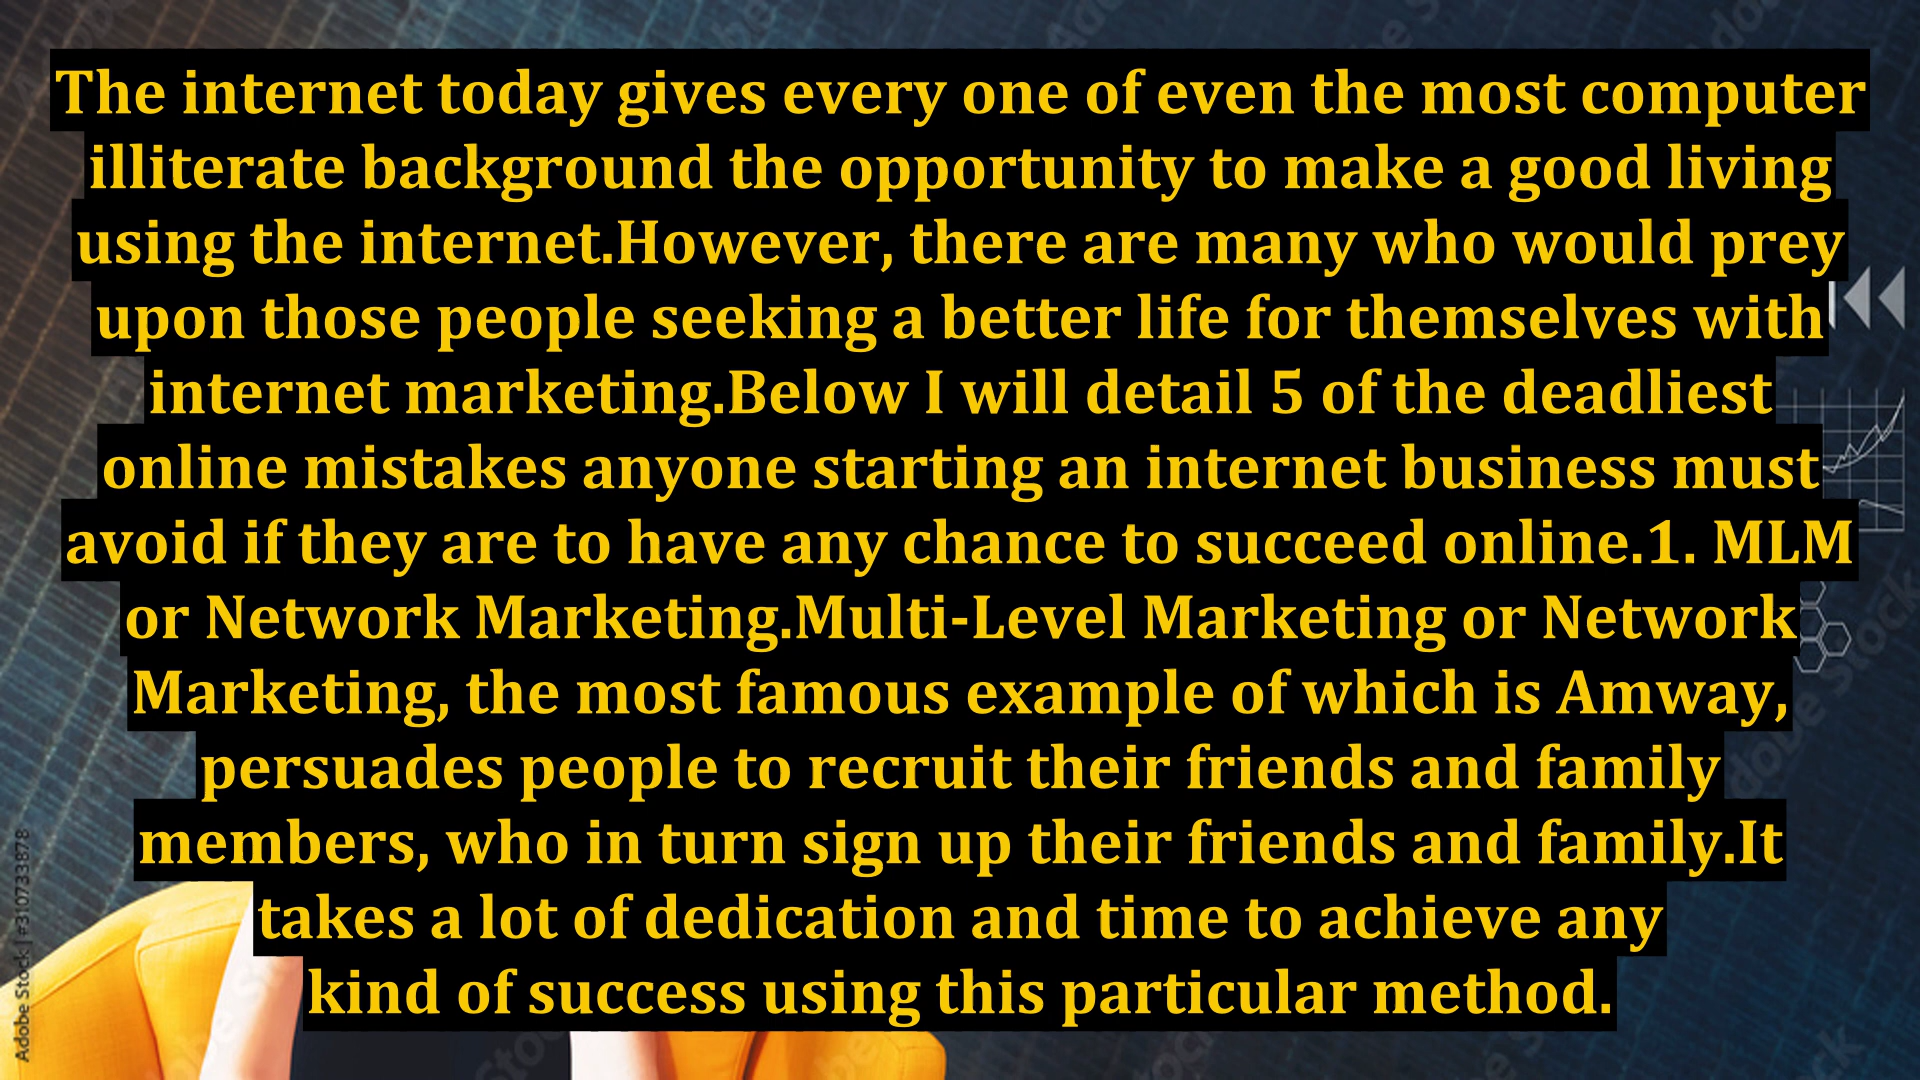 The internet today gives every one of even the most computer
illiterate background the opportunity to make a good living
using the internet.However, there are many who would prey
upon those people seeking a better life for themselves with
internet marketing.Below I will detail 5 of the deadliest
online mistakes anyone starting an internet business must
avoid if they are to have any chance to succeed online.1. MLM
or Network Marketing.Multi-Level Marketing or Network
Marketing, the most famous example of which is Amway,
persuades people to recruit their friends and family
members, who in turn sign up their friends and family.It
takes a lot of dedication and time to achieve any
kind of success using this particular method.
Adobe Stock | #310733878